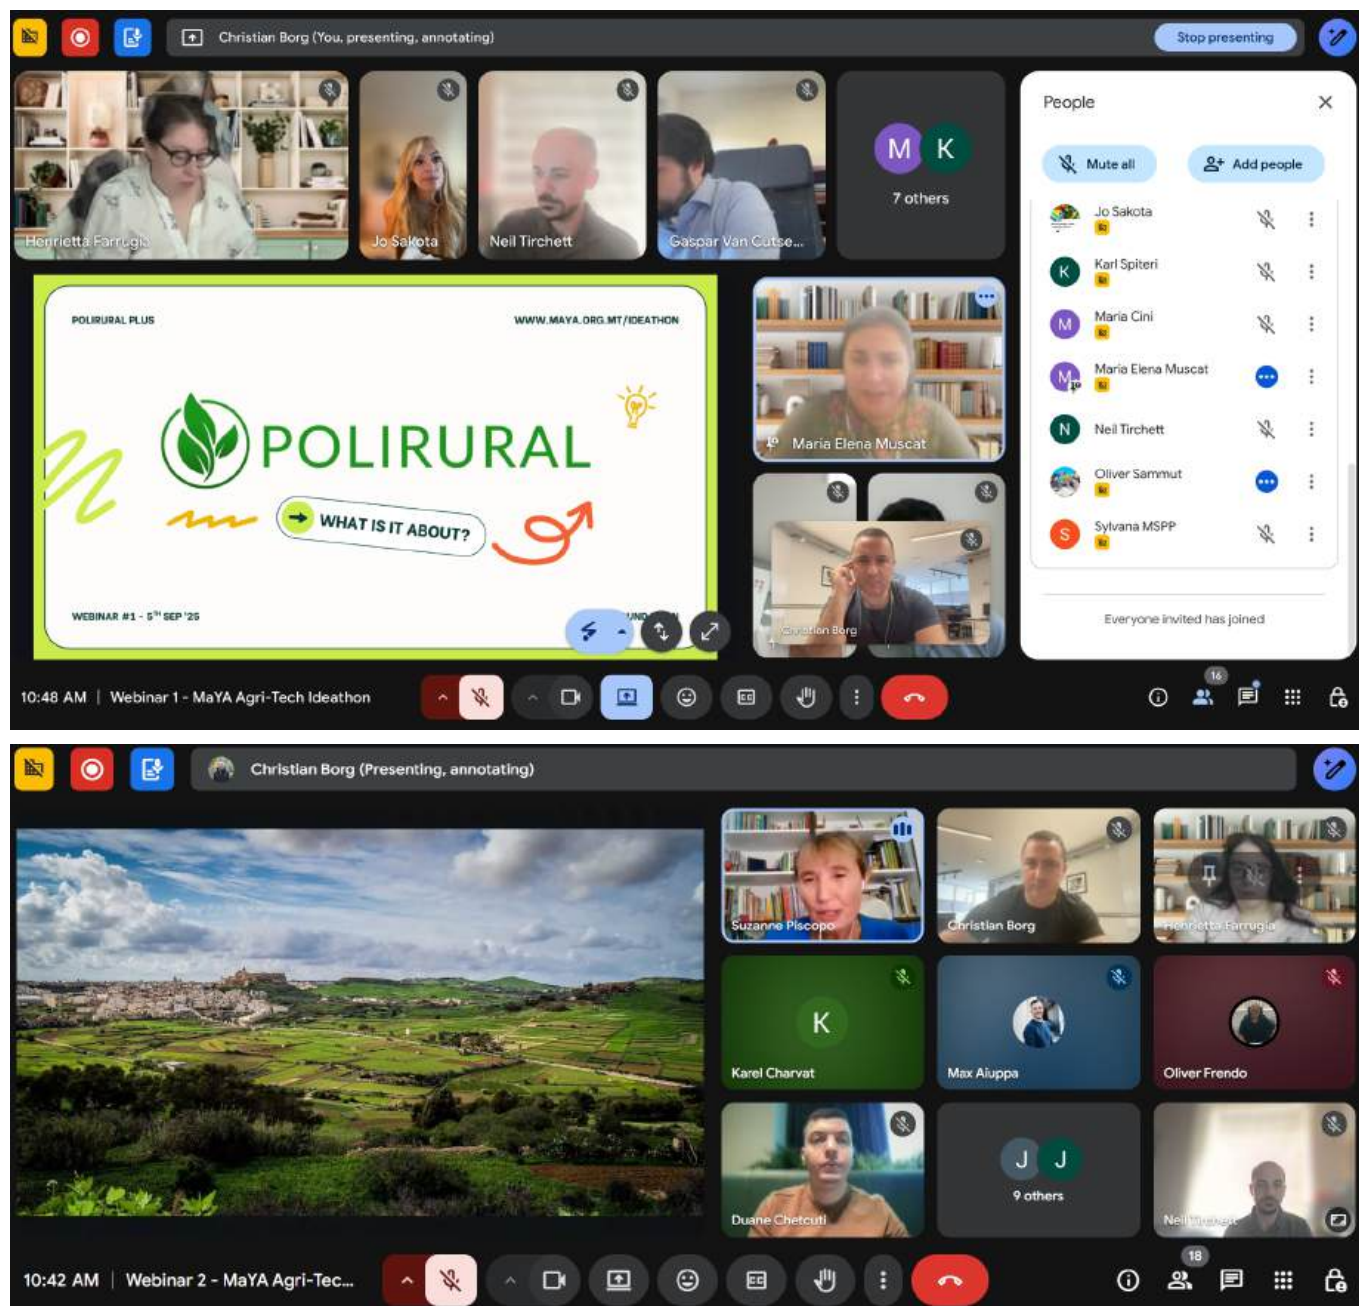 Christian Borg (You, presenting, annotating)
Stop presenting
Henrietta Farrugia
Jo Sakota
Neil Tirchett
Gaspar Van Cutse...
M K
7 others
People
Mute all
Add people
Jo Sakota
K
Karl Spiteri
M
Maria Cini
M
Maria Elena Muscat
N
Neil Tirchett
Oliver Sammut
S
Sylvana MSPP
Everyone invited has joined
POLIRURAL PLUS
WWW.MAYA.ORG.MT/IDEATHON
POLIRURAL
WHAT IS IT ABOUT?
WEBINAR #1 - 5TH SEP '25
Maria Elena Muscat
Christian Borg
10:48 AM | Webinar 1 - MaYA Agri-Tech Ideathon
16
Christian Borg (Presenting, annotating)
Suzanne Piscopo
Christian Borg
Henrietta Farrugia
K
Karel Charvat
Max Aiuppa
Oliver Frendo
Duane Chetcuti
J J
9 others
Neil Tirchett
10:42 AM | Webinar 2 - MaYA Agri-Tec...
18